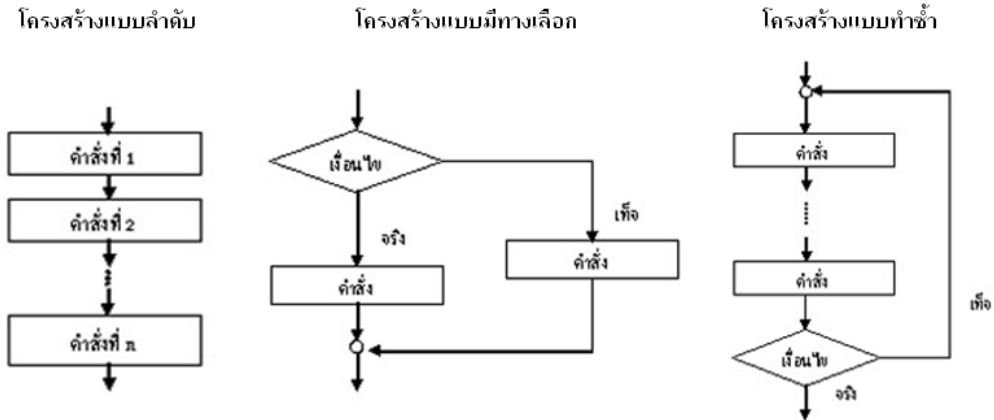 โครงสร้างแบบลำดับ
คำสั่งที่ 1
คำสั่งที่ 2
คำสั่งที่ n
โครงสร้างแบบมีทางเลือก
เงื่อนไข
จริง
เท็จ
คำสั่ง
คำสั่ง
โครงสร้างแบบทำซ้ำ
คำสั่ง
คำสั่ง
เงื่อนไข
เท็จ
จริง